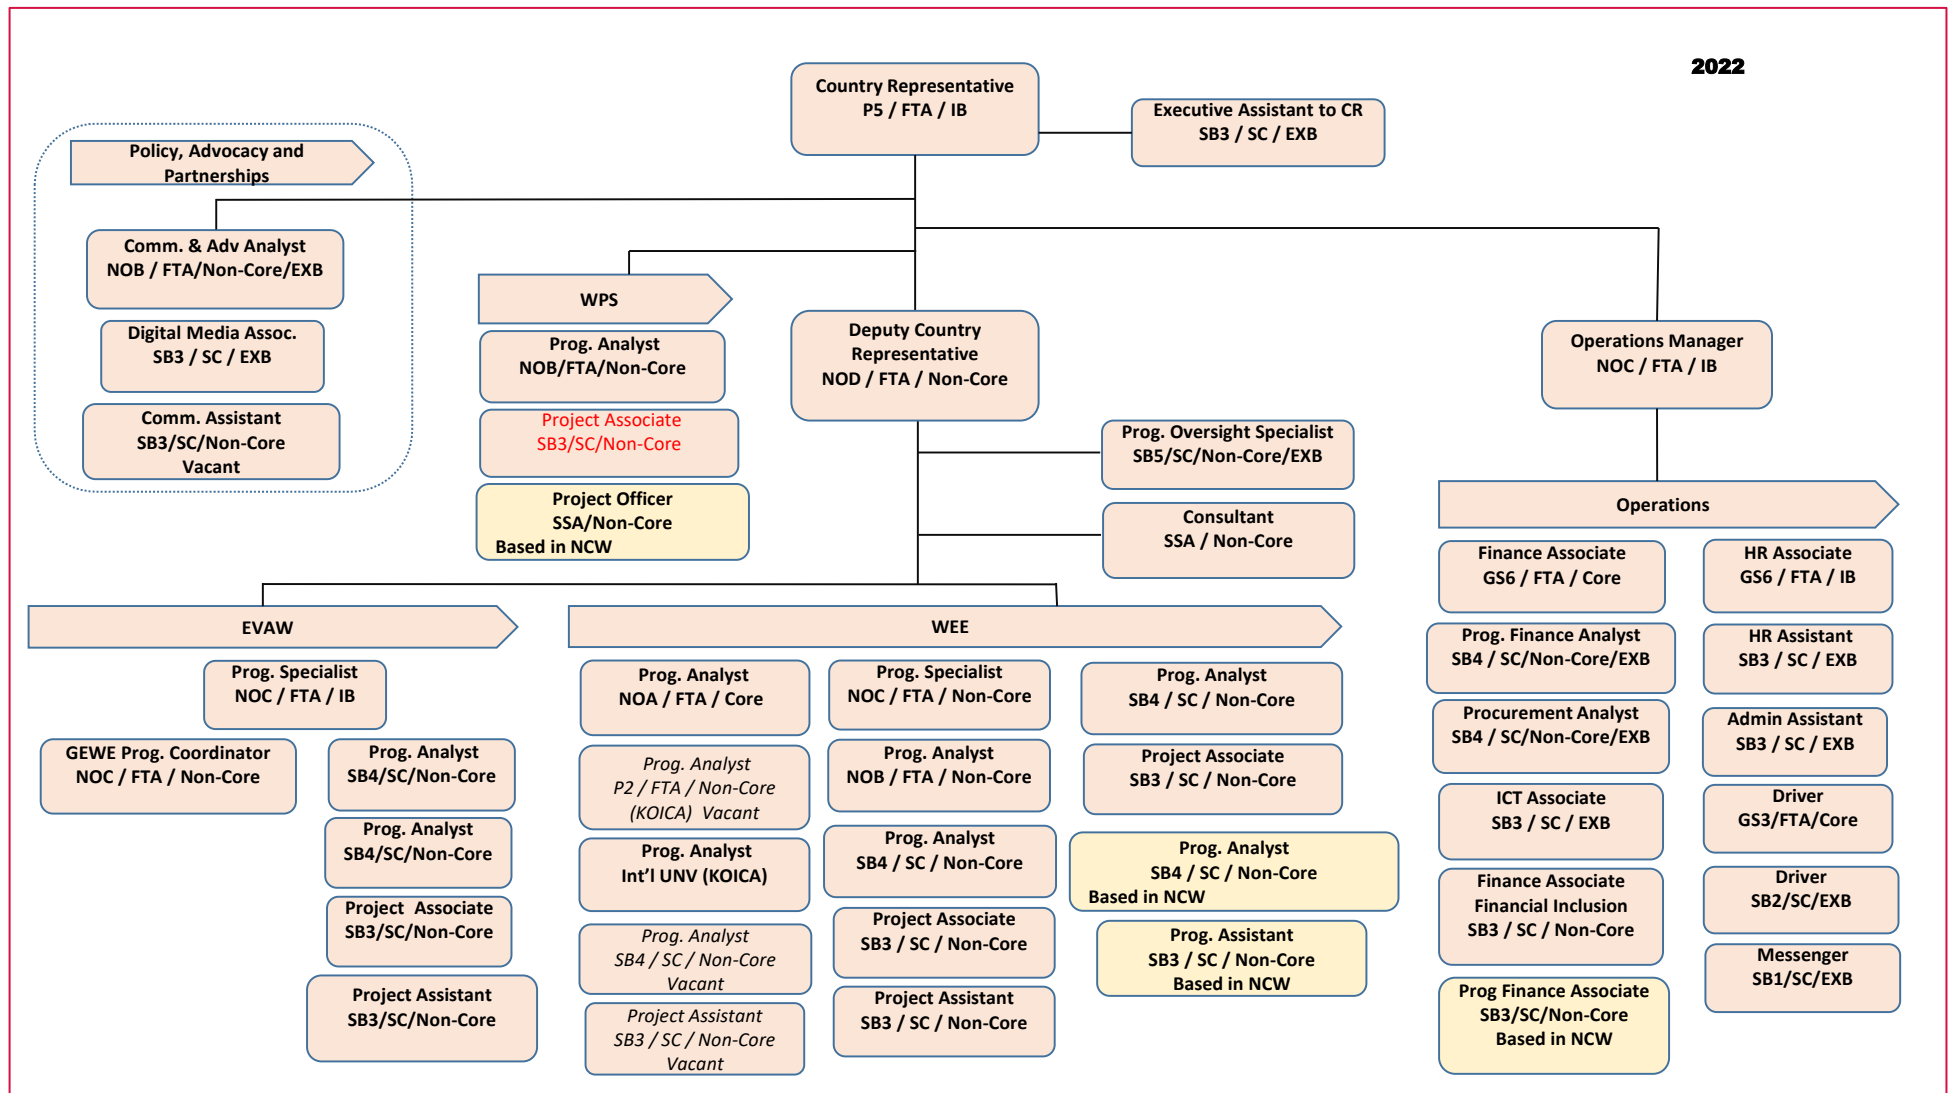 2022
Country Representative
P5 / FTA / IB
Executive Assistant to CR
SB3 / SC / EXB
Policy, Advocacy and
Partnerships
Comm. & Adv Analyst
NOB / FTA/Non-Core/EXB
Digital Media Assoc.
SB3 / SC / EXB
Comm. Assistant
SB3/SC/Non-Core
Vacant
WPS
Prog. Analyst
NOB/FTA/Non-Core
Project Associate
SB3/SC/Non-Core
Project Officer
SSA/Non-Core
Based in NCW
Deputy Country
Representative
NOD / FTA / Non-Core
Prog. Oversight Specialist
SB5/SC/Non-Core/EXB
Consultant
SSA / Non-Core
Operations Manager
NOC / FTA / IB
EVAW
Prog. Specialist
NOC / FTA / IB
GEWE Prog. Coordinator
NOC / FTA / Non-Core
Prog. Analyst
SB4/SC/Non-Core
Prog. Analyst
SB4/SC/Non-Core
Project  Associate
SB3/SC/Non-Core
Project Assistant
SB3/SC/Non-Core
WEE
Prog. Analyst
NOA / FTA / Core
Prog. Analyst
P2 / FTA / Non-Core
(KOICA)  Vacant
Prog. Analyst
Int’l UNV (KOICA)
Prog. Analyst
SB4 / SC / Non-Core
Vacant
Project Assistant
SB3 / SC / Non-Core
Vacant
Prog. Specialist
NOC / FTA / Non-Core
Prog. Analyst
NOB / FTA / Non-Core
Prog. Analyst
SB4 / SC / Non-Core
Project Associate
SB3 / SC / Non-Core
Project Assistant
SB3 / SC / Non-Core
Prog. Analyst
SB4 / SC / Non-Core
Project Associate
SB3 / SC / Non-Core
Prog. Analyst
SB4 / SC / Non-Core
Based in NCW
Prog. Assistant
SB3 / SC / Non-Core
Based in NCW
Operations
Finance Associate
GS6 / FTA / Core
Prog. Finance Analyst
SB4 / SC/Non-Core/EXB
Procurement Analyst
SB4 / SC/Non-Core/EXB
ICT Associate
SB3 / SC / EXB
Finance Associate
Financial Inclusion
SB3 / SC / Non-Core
Prog Finance Associate
SB3/SC/Non-Core
Based in NCW
HR Associate
GS6 / FTA / IB
HR Assistant
SB3 / SC / EXB
Admin Assistant
SB3 / SC / EXB
Driver
GS3/FTA/Core
Driver
SB2/SC/EXB
Messenger
SB1/SC/EXB